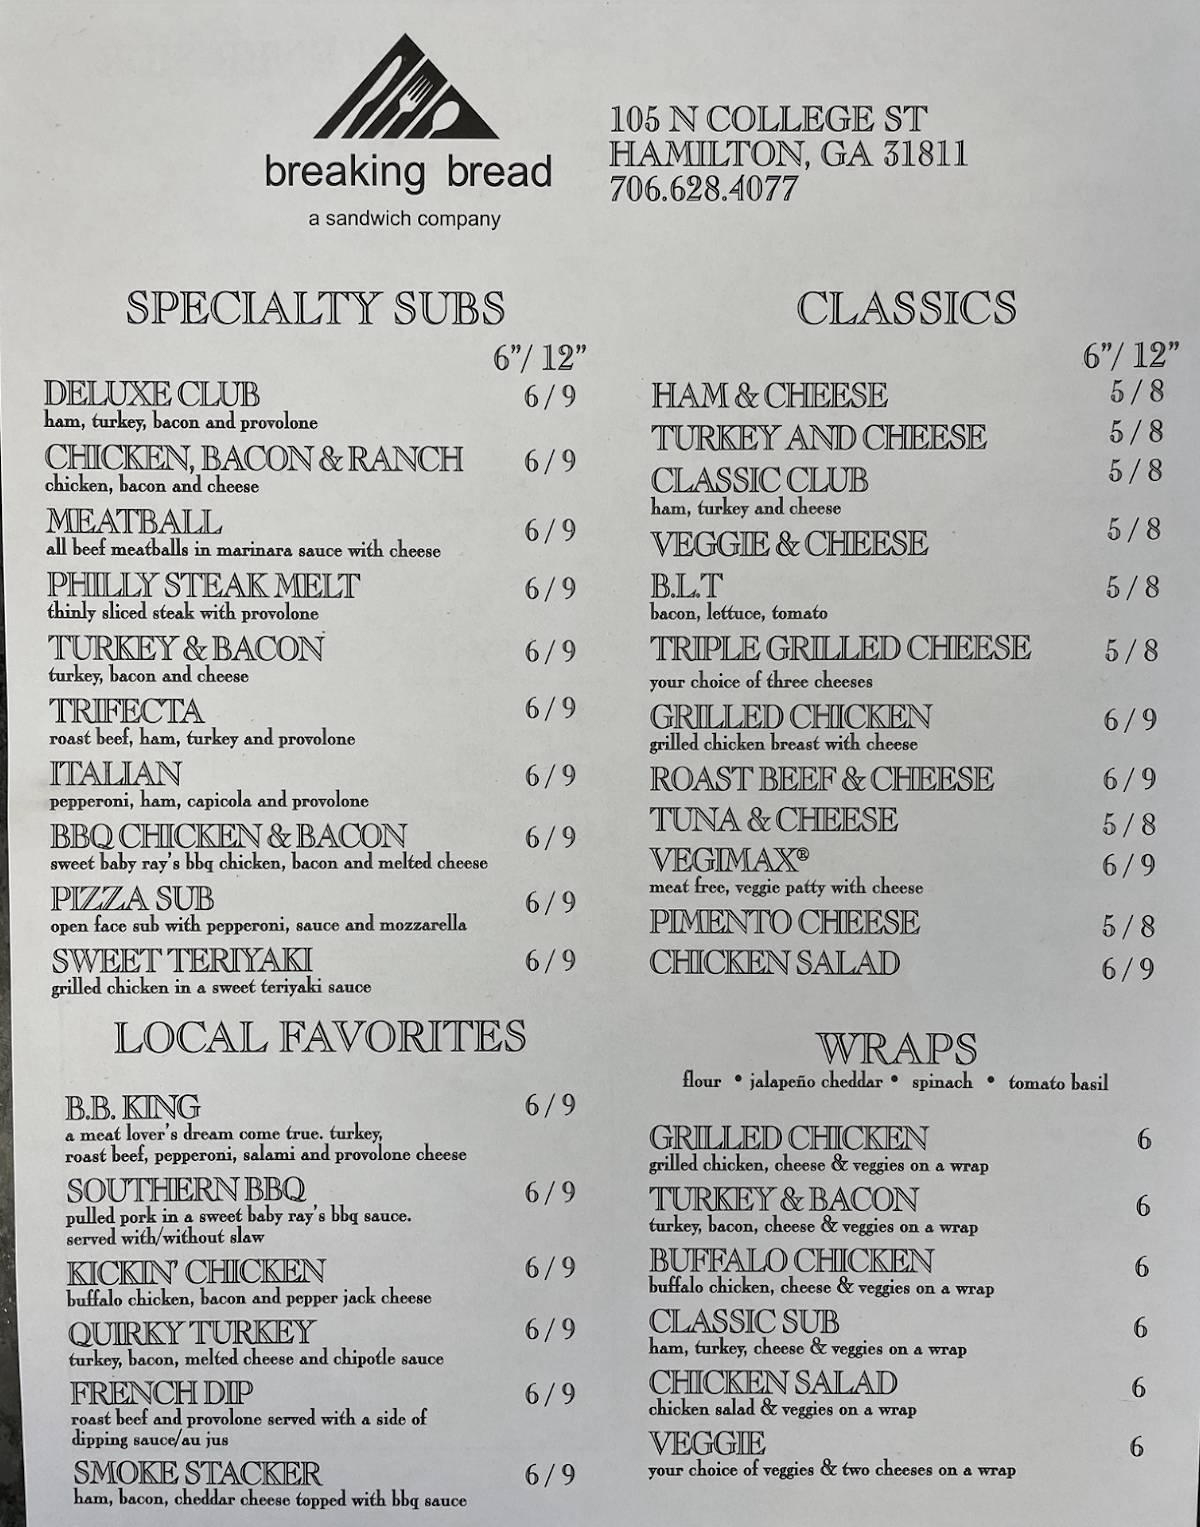 breaking bread
a sandwich company
105 N COLLEGE ST
HAMILTON, GA 31811
706.628.4077
SPECIALTY SUBS
6”/ 12”
DELUXE CLUB 6 / 9
ham, turkey, bacon and provolone
CHICKEN, BACON & RANCH 6 / 9
chicken, bacon and cheese
MEATBALL 6 / 9
all beef meatballs in marinara sauce with cheese
PHILLY STEAK MELT 6 / 9
thinly sliced steak with provolone
TURKEY & BACON 6 / 9
turkey, bacon and cheese
TRIFECTA 6 / 9
roast beef, ham, turkey and provolone
ITALIAN 6 / 9
pepperoni, ham, capicola and provolone
BBQ CHICKEN & BACON 6 / 9
sweet baby ray's bbq chicken, bacon and melted cheese
PIZZA SUB 6 / 9
open face sub with pepperoni, sauce and mozzarella
SWEET TERIYAKI 6 / 9
grilled chicken in a sweet teriyaki sauce
LOCAL FAVORITES
B.B. KING 6 / 9
a meat lover's dream come true. turkey,
roast beef, pepperoni, salami and provolone cheese
SOUTHERN BBQ 6 / 9
pulled pork in a sweet baby ray's bbq sauce.
served with/without slaw
KICKIN' CHICKEN 6 / 9
buffalo chicken, bacon and pepper jack cheese
QUIRKY TURKEY 6 / 9
turkey, bacon, melted cheese and chipotle sauce
FRENCH DIP 6 / 9
roast beef and provolone served with a side of
dipping sauce/au jus
SMOKE STACKER 6 / 9
ham, bacon, cheddar cheese topped with bbq sauce
CLASSICS
6”/ 12”
HAM & CHEESE 5 / 8
TURKEY AND CHEESE 5 / 8
CLASSIC CLUB 5 / 8
ham, turkey and cheese
VEGGIE & CHEESE 5 / 8
B.L.T 5 / 8
bacon, lettuce, tomato
TRIPLE GRILLED CHEESE 5 / 8
your choice of three cheeses
GRILLED CHICKEN 6 / 9
grilled chicken breast with cheese
ROAST BEEF & CHEESE 6 / 9
TUNA & CHEESE 5 / 8
VEGIMAX® 6 / 9
meat free, veggie patty with cheese
PIMENTO CHEESE 5 / 8
CHICKEN SALAD 6 / 9
WRAPS
flour • jalapeño cheddar • spinach • tomato basil
GRILLED CHICKEN 6
grilled chicken, cheese & veggies on a wrap
TURKEY & BACON 6
turkey, bacon, cheese & veggies on a wrap
BUFFALO CHICKEN 6
buffalo chicken, cheese & veggies on a wrap
CLASSIC SUB 6
ham, turkey, cheese & veggies on a wrap
CHICKEN SALAD 6
chicken salad & veggies on a wrap
VEGGIE 6
your choice of veggies & two cheeses on a wrap